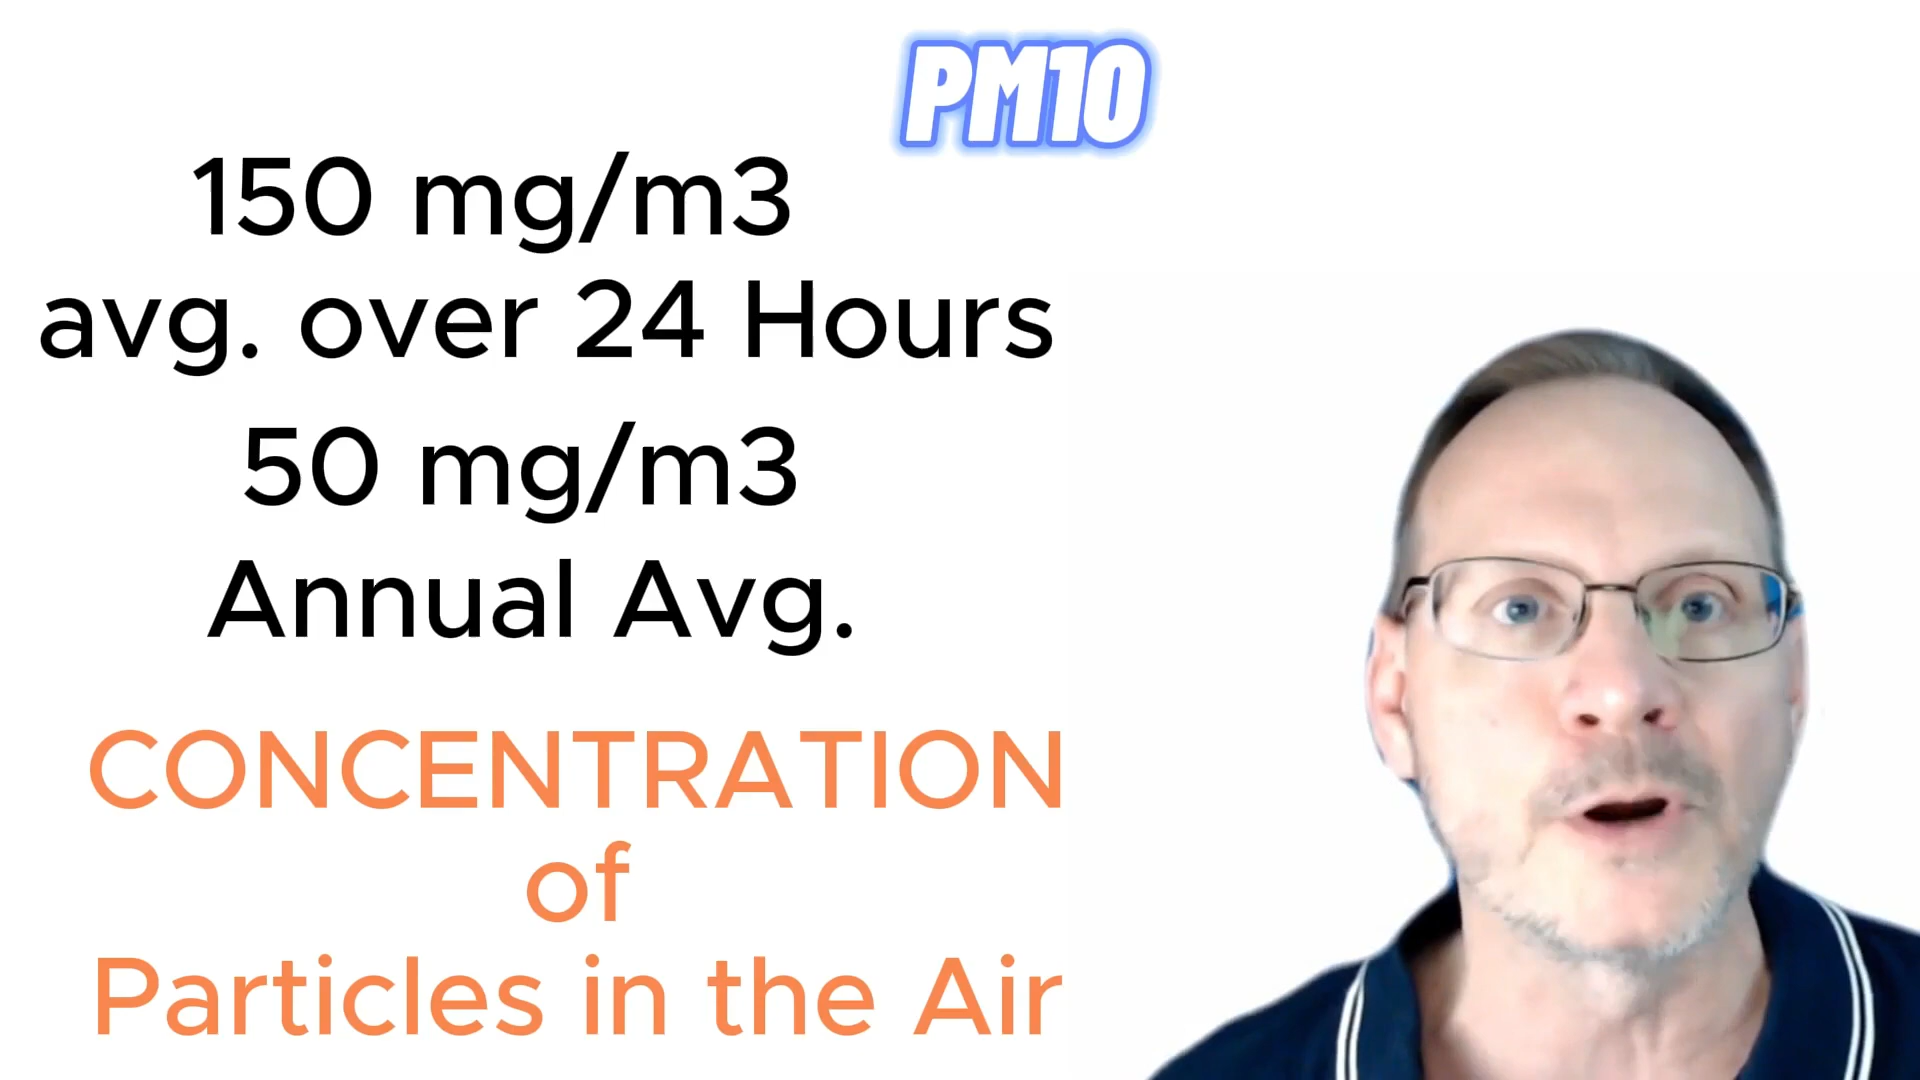 PM10
150 mg/m3
avg. over 24 Hours
50 mg/m3
Annual Avg.
CONCENTRATION
of
Particles in the Air